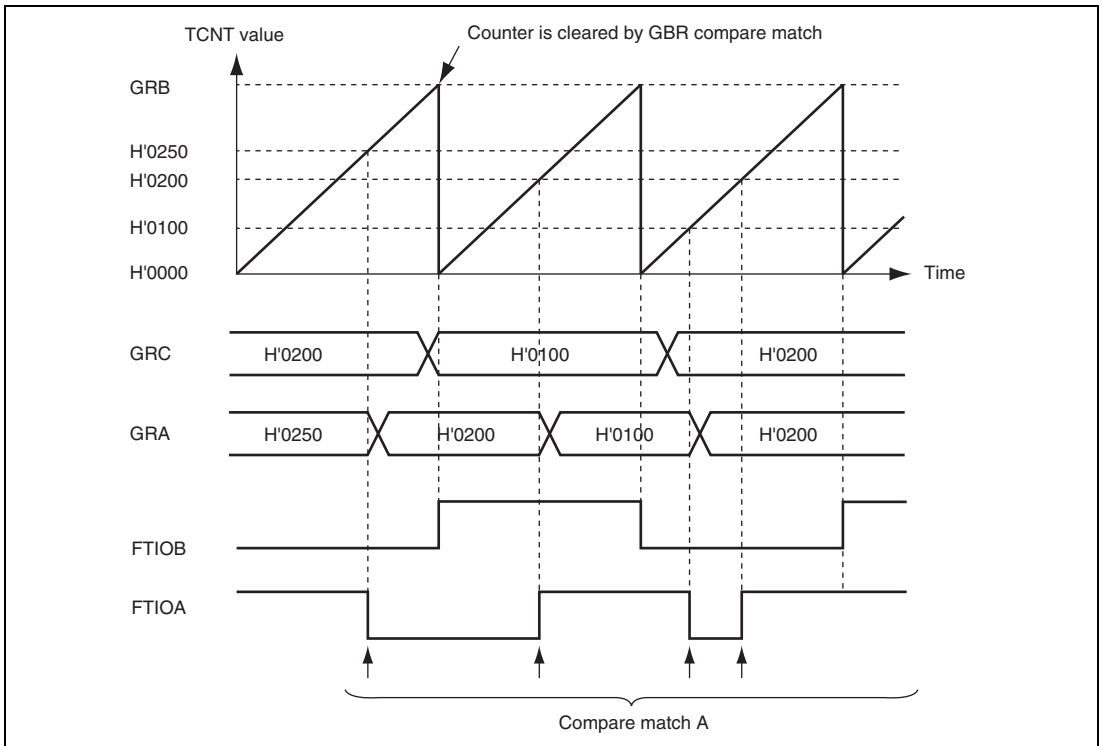 TCNT value
Counter is cleared by GBR compare match
GRB
H'0250
H'0200
H'0100
H'0000
Time
GRC
H'0200
H'0100
H'0200
GRA
H'0250
H'0200
H'0100
H'0200
FTIOB
FTIOA
Compare match A